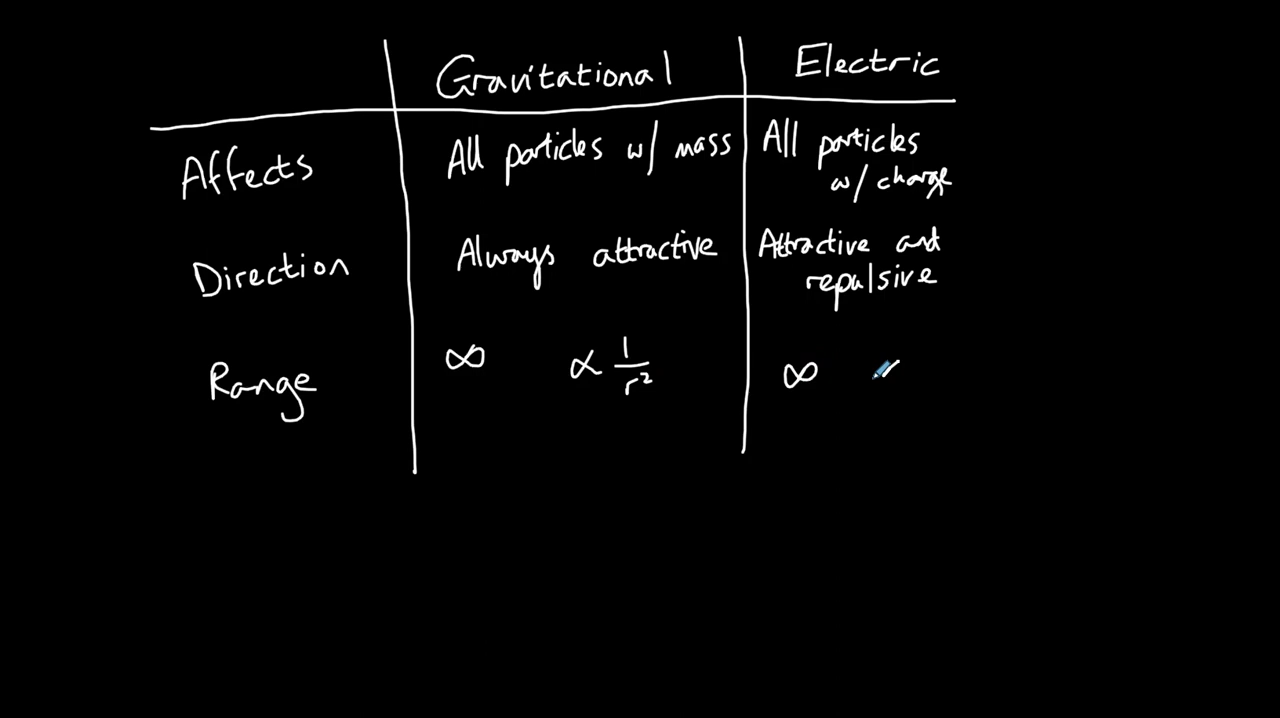 Gravitational Electric
Affects All particles w/ mass All particles
w/ charge
Direction Always attractive Attractive and
repulsive
Range ∞ ∝ 1/r² ∞